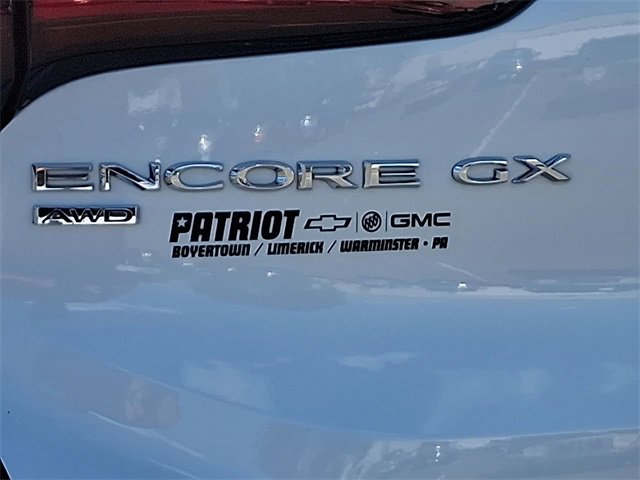 ENCORE GX
AWD
PATRIOT GMC
BOYERTOWN / LIMERICK / WARMINSTER • PA